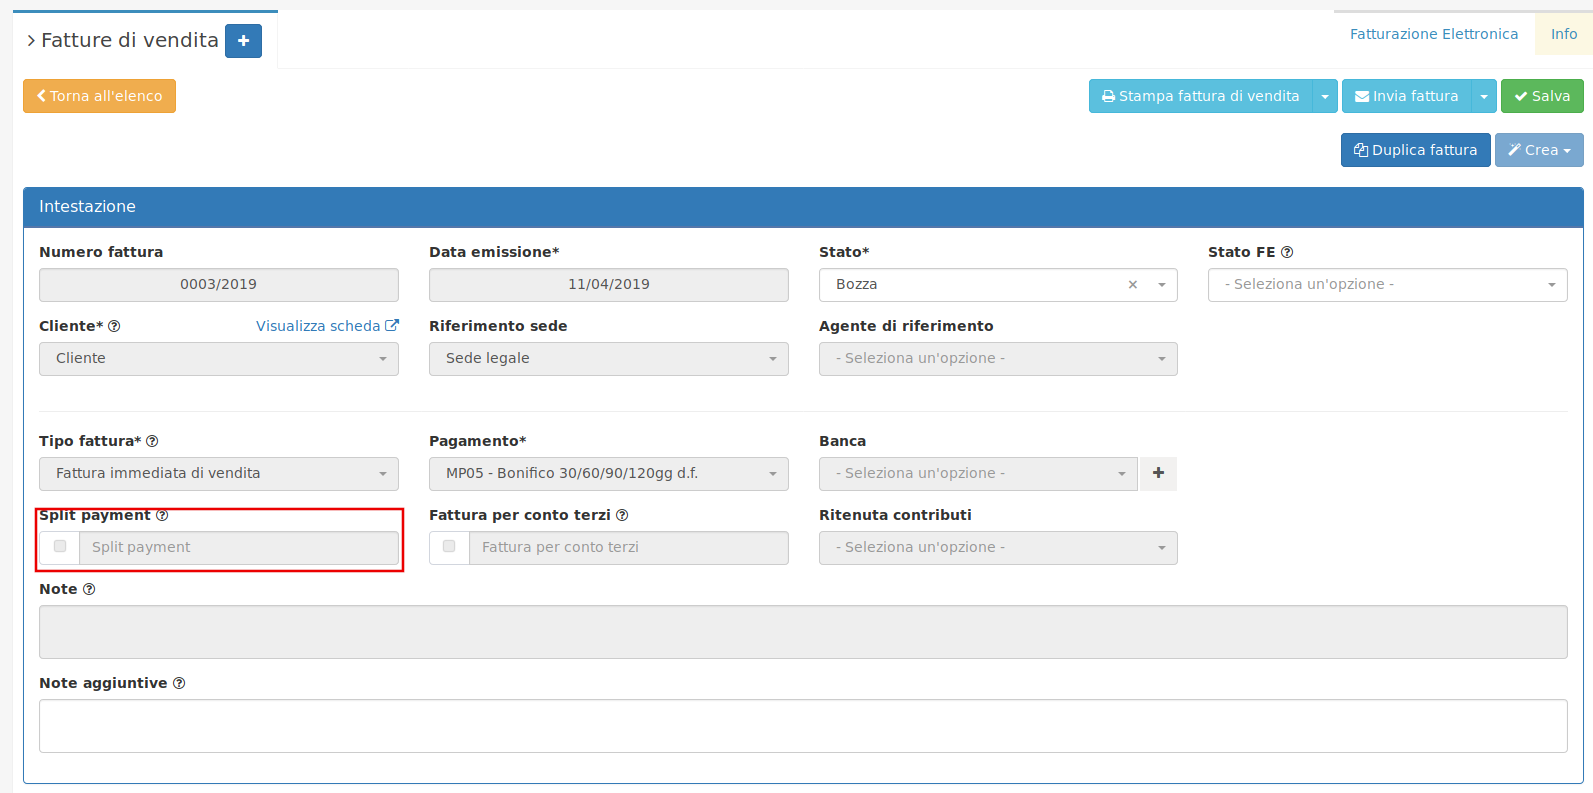 Fatture di vendita
Fatturazione Elettronica
Info
Torna all'elenco
Stampa fattura di vendita
Invia fattura
Salva
Duplica fattura
Crea
Intestazione
Numero fattura
Data emissione*
Stato*
Stato FE
0003/2019
11/04/2019
Bozza
- Seleziona un'opzione -
Cliente*
Visualizza scheda
Riferimento sede
Agente di riferimento
Cliente
Sede legale
- Seleziona un'opzione -
Tipo fattura*
Pagamento*
Banca
Fattura immediata di vendita
MP05 - Bonifico 30/60/90/120gg d.f.
- Seleziona un'opzione -
Split payment
Fattura per conto terzi
Ritenuta contributi
Split payment
Fattura per conto terzi
- Seleziona un'opzione -
Note
Note aggiuntive